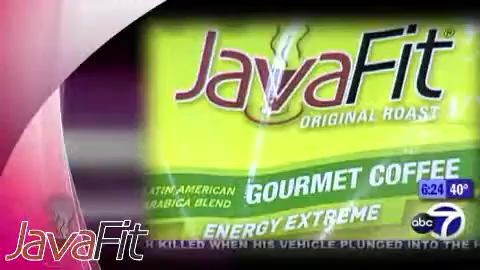 JavaFit®
ORIGINAL ROAST
LATIN AMERICAN
ARABICA BLEND
GOURMET COFFEE
ENERGY EXTREME
6:24 40°
abc 7
JavaFit
R KILLED WHEN HIS VEHICLE PLUNGED INTO THE H